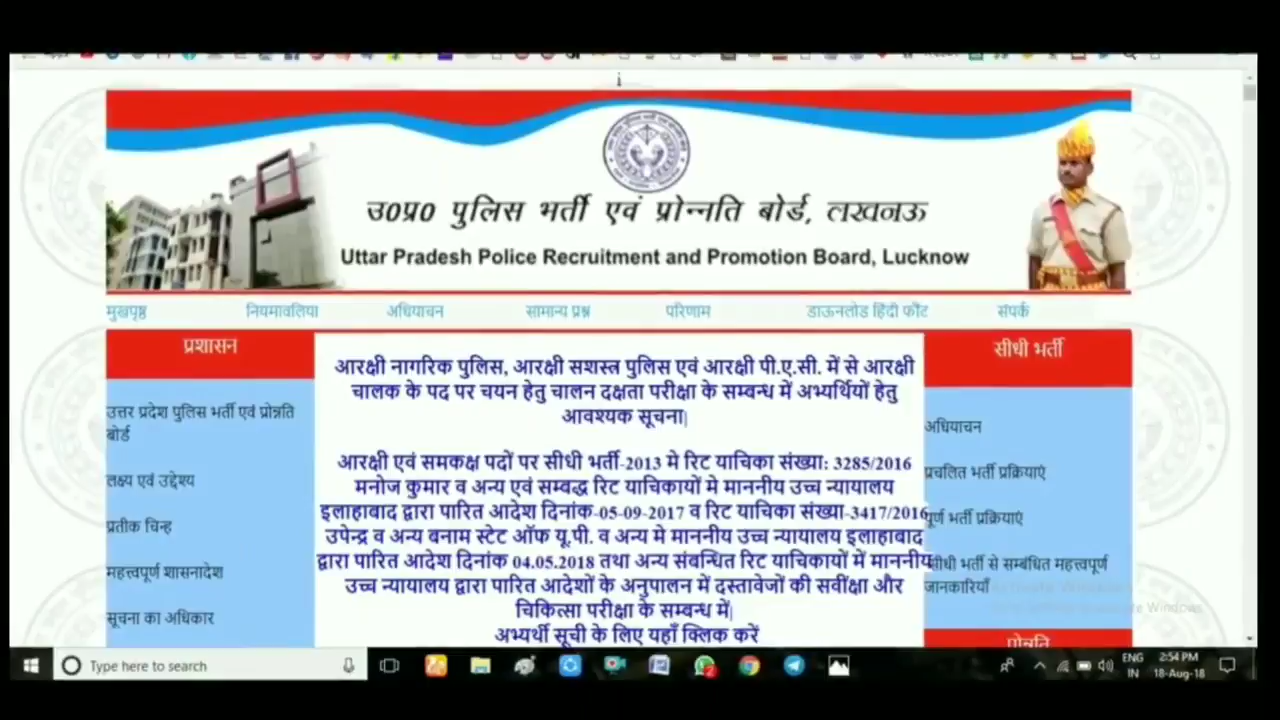 उ0प्र0 पुलिस भर्ती एवं प्रोन्नति बोर्ड, लखनऊ
Uttar Pradesh Police Recruitment and Promotion Board, Lucknow
मुखपृष्ठ नियमावलिया अधियाचन सामान्य प्रश्न परिणाम डाऊनलोड हिंदी फौंट संपर्क
प्रशासन
उत्तर प्रदेश पुलिस भर्ती एवं प्रोन्नति
बोर्ड
लक्ष्य एवं उद्देश्य
प्रतीक चिन्ह
महत्त्वपूर्ण शासनादेश
सूचना का अधिकार
आरक्षी नागरिक पुलिस, आरक्षी सशस्त्र पुलिस एवं आरक्षी पी.ए.सी. में से आरक्षी
चालक के पद पर चयन हेतु चालन दक्षता परीक्षा के सम्बन्ध में अभ्यर्थियों हेतु
आवश्यक सूचना|
आरक्षी एवं समकक्ष पदों पर सीधी भर्ती-2013 मे रिट याचिका संख्या: 3285/2016
मनोज कुमार व अन्य एवं सम्बद्ध रिट याचिकायों मे माननीय उच्च न्यायालय
इलाहाबाद द्वारा पारित आदेश दिनांक-05-09-2017 व रिट याचिका संख्या-3417/2016
उपेन्द्र व अन्य बनाम स्टेट ऑफ यू.पी. व अन्य मे माननीय उच्च न्यायालय इलाहाबाद
द्वारा पारित आदेश दिनांक 04.05.2018 तथा अन्य संबन्धित रिट याचिकायों में माननीय
उच्च न्यायालय द्वारा पारित आदेशों के अनुपालन में दस्तावेजों की सवींक्षा और
चिकित्सा परीक्षा के सम्बन्ध में|
अभ्यर्थी सूची के लिए यहाँ क्लिक करें
सीधी भर्ती
अधियाचन
प्रचलित भर्ती प्रक्रियाएं
पूर्ण भर्ती प्रक्रियाएं
सीधी भर्ती से सम्बंधित महत्त्वपूर्ण
जानकारियाँ
प्रोन्नति
Type here to search
ENG
IN
2:54 PM
18-Aug-18